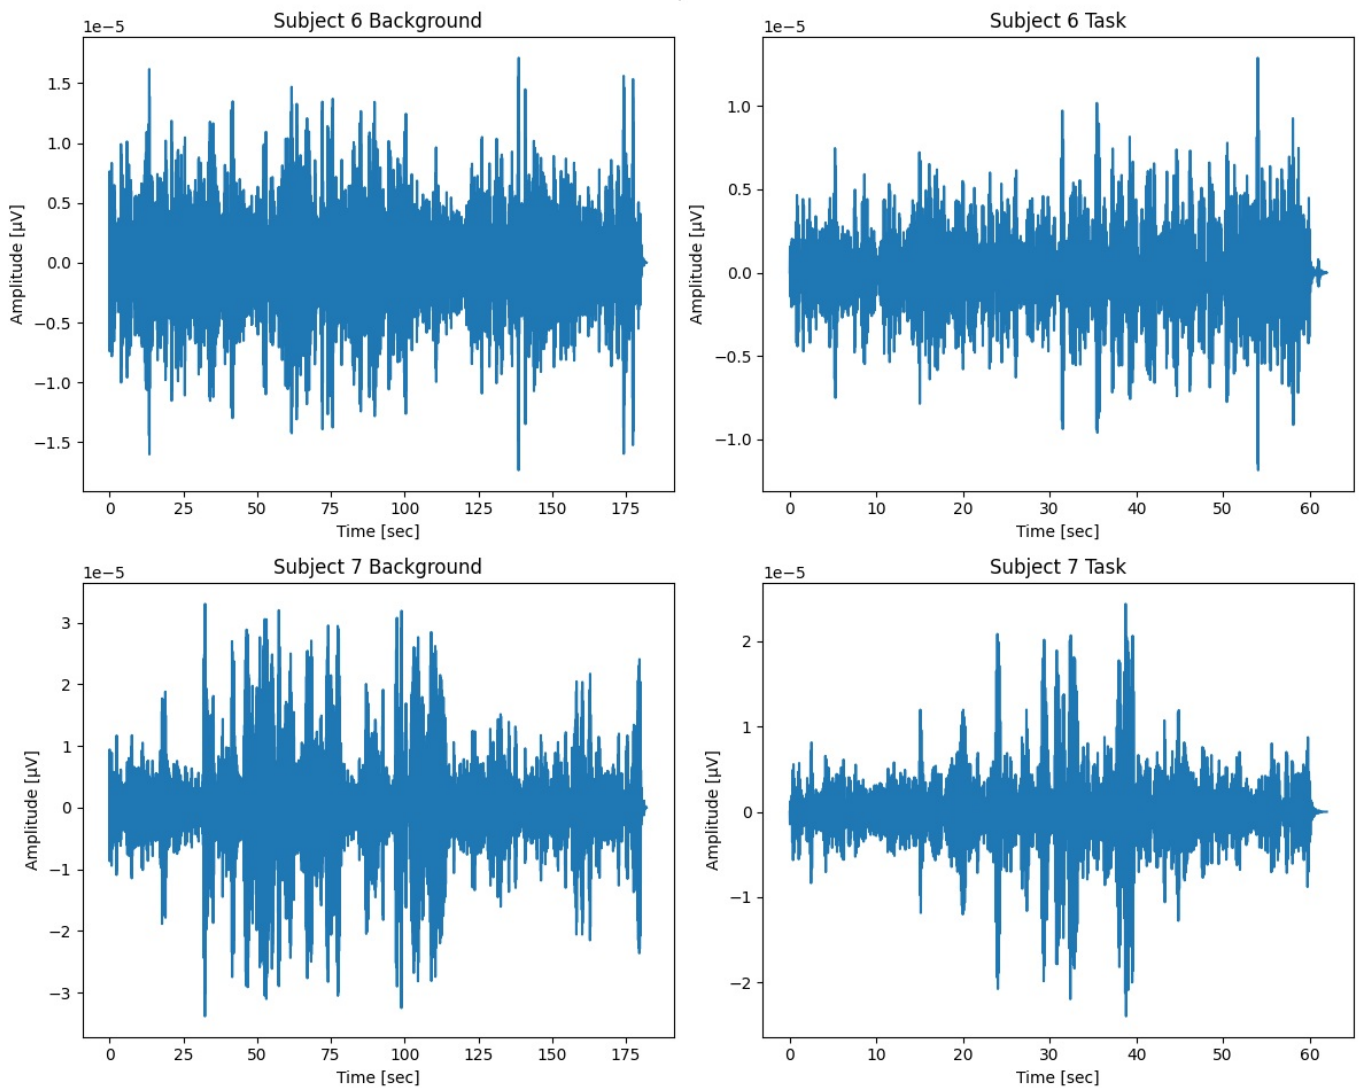 Subject 6 Background
1e−5
1.5
1.0
0.5
0.0
−0.5
−1.0
−1.5
Amplitude [µV]
0 25 50 75 100 125 150 175
Time [sec]
Subject 6 Task
1e−5
1.0
0.5
0.0
−0.5
−1.0
Amplitude [µV]
0 10 20 30 40 50 60
Time [sec]
Subject 7 Background
1e−5
3
2
1
0
−1
−2
−3
Amplitude [µV]
0 25 50 75 100 125 150 175
Time [sec]
Subject 7 Task
1e−5
2
1
0
−1
−2
Amplitude [µV]
0 10 20 30 40 50 60
Time [sec]